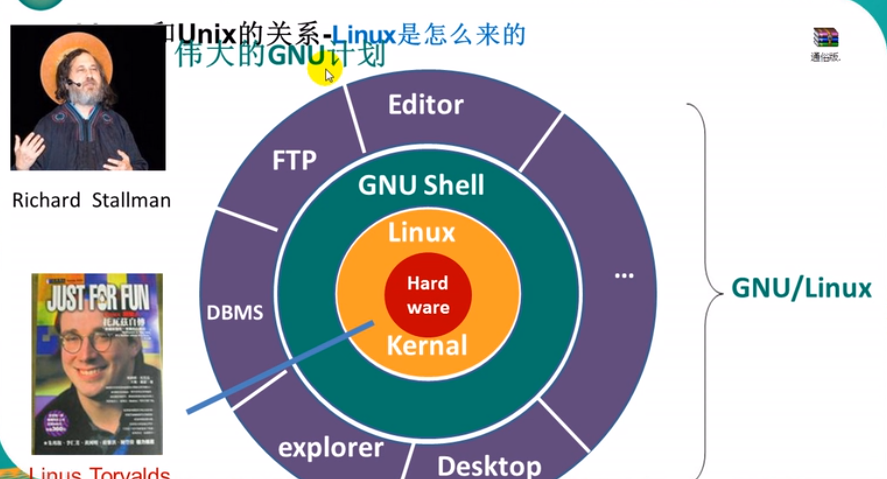 和Unix的关系-Linux是怎么来的
伟大的GNU计划
通俗版.
Richard Stallman
JUST FOR FUN
Linus Torvalds
Editor
FTP
GNU Shell
Linux
Hard
ware
Kernal
DBMS
...
explorer
Desktop
GNU/Linux